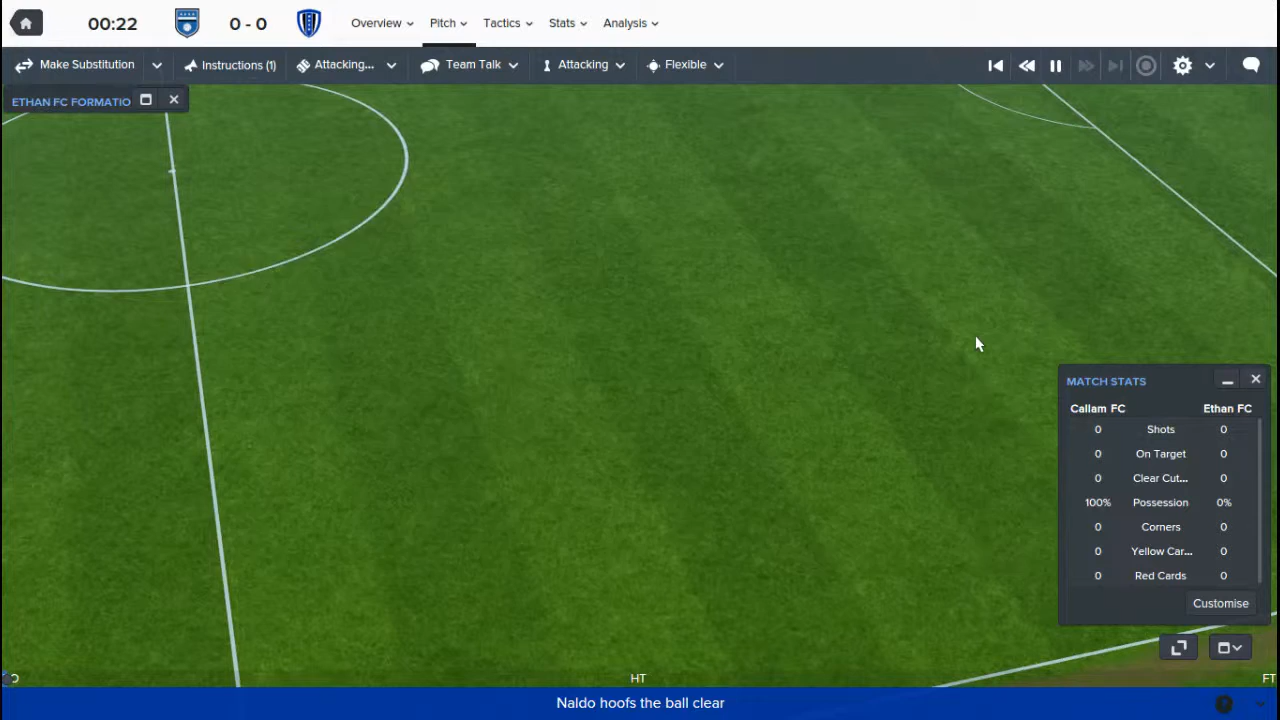 00:22
0 - 0
Overview
Pitch
Tactics
Stats
Analysis
Make Substitution
Instructions (1)
Attacking...
Team Talk
Attacking
Flexible
ETHAN FC FORMATIO
MATCH STATS
Callam FC Ethan FC
0 Shots 0
0 On Target 0
0 Clear Cut... 0
100% Possession 0%
0 Corners 0
0 Yellow Car... 0
0 Red Cards 0
Customise
HT
FT
Naldo hoofs the ball clear